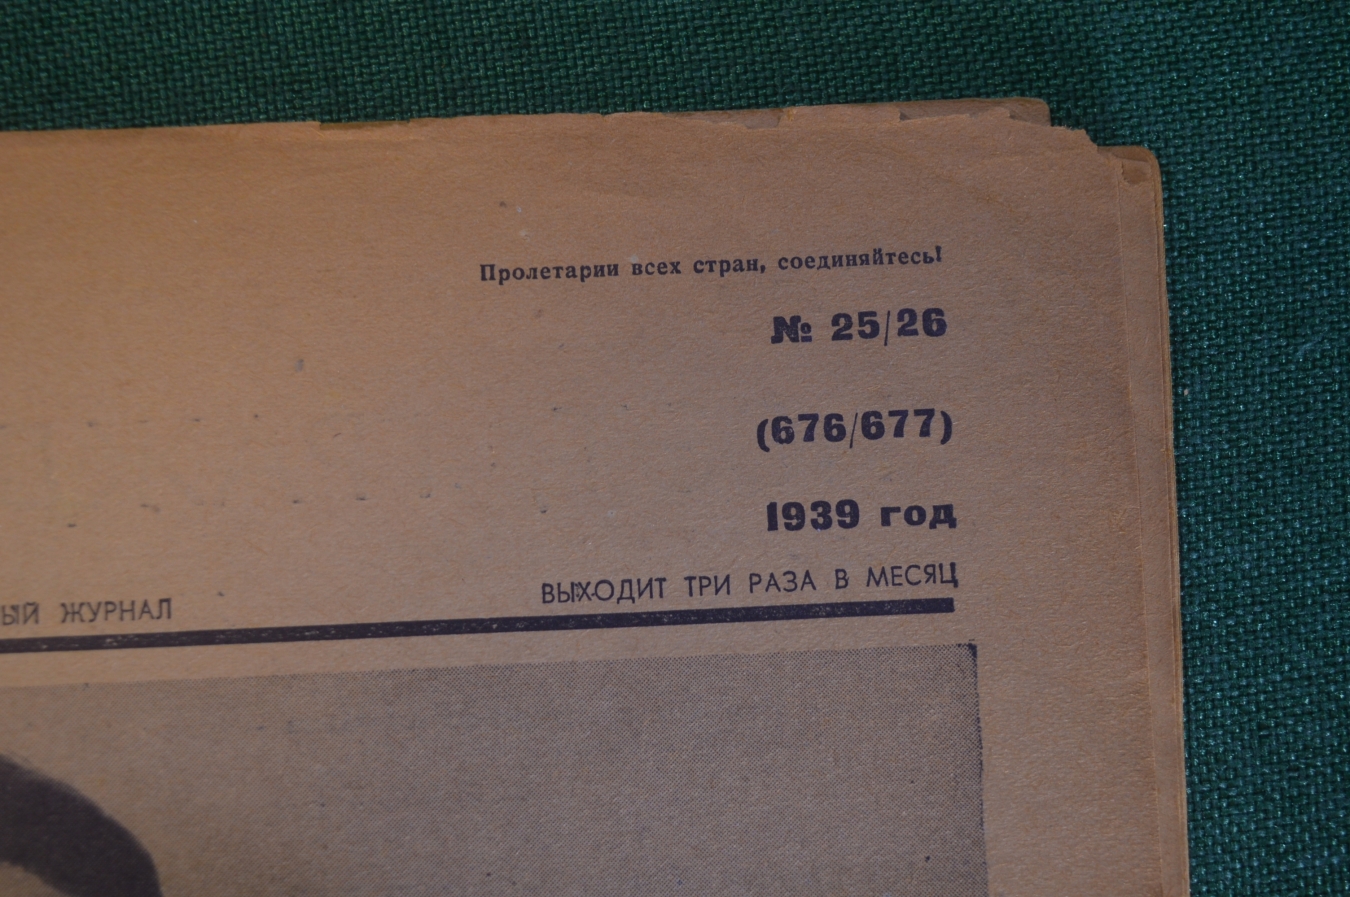 Пролетарии всех стран, соединяйтесь!
№ 25/26
(676/677)
1939 год
ВЫХОДИТ ТРИ РАЗА В МЕСЯЦ
ЫЙ ЖУРНАЛ